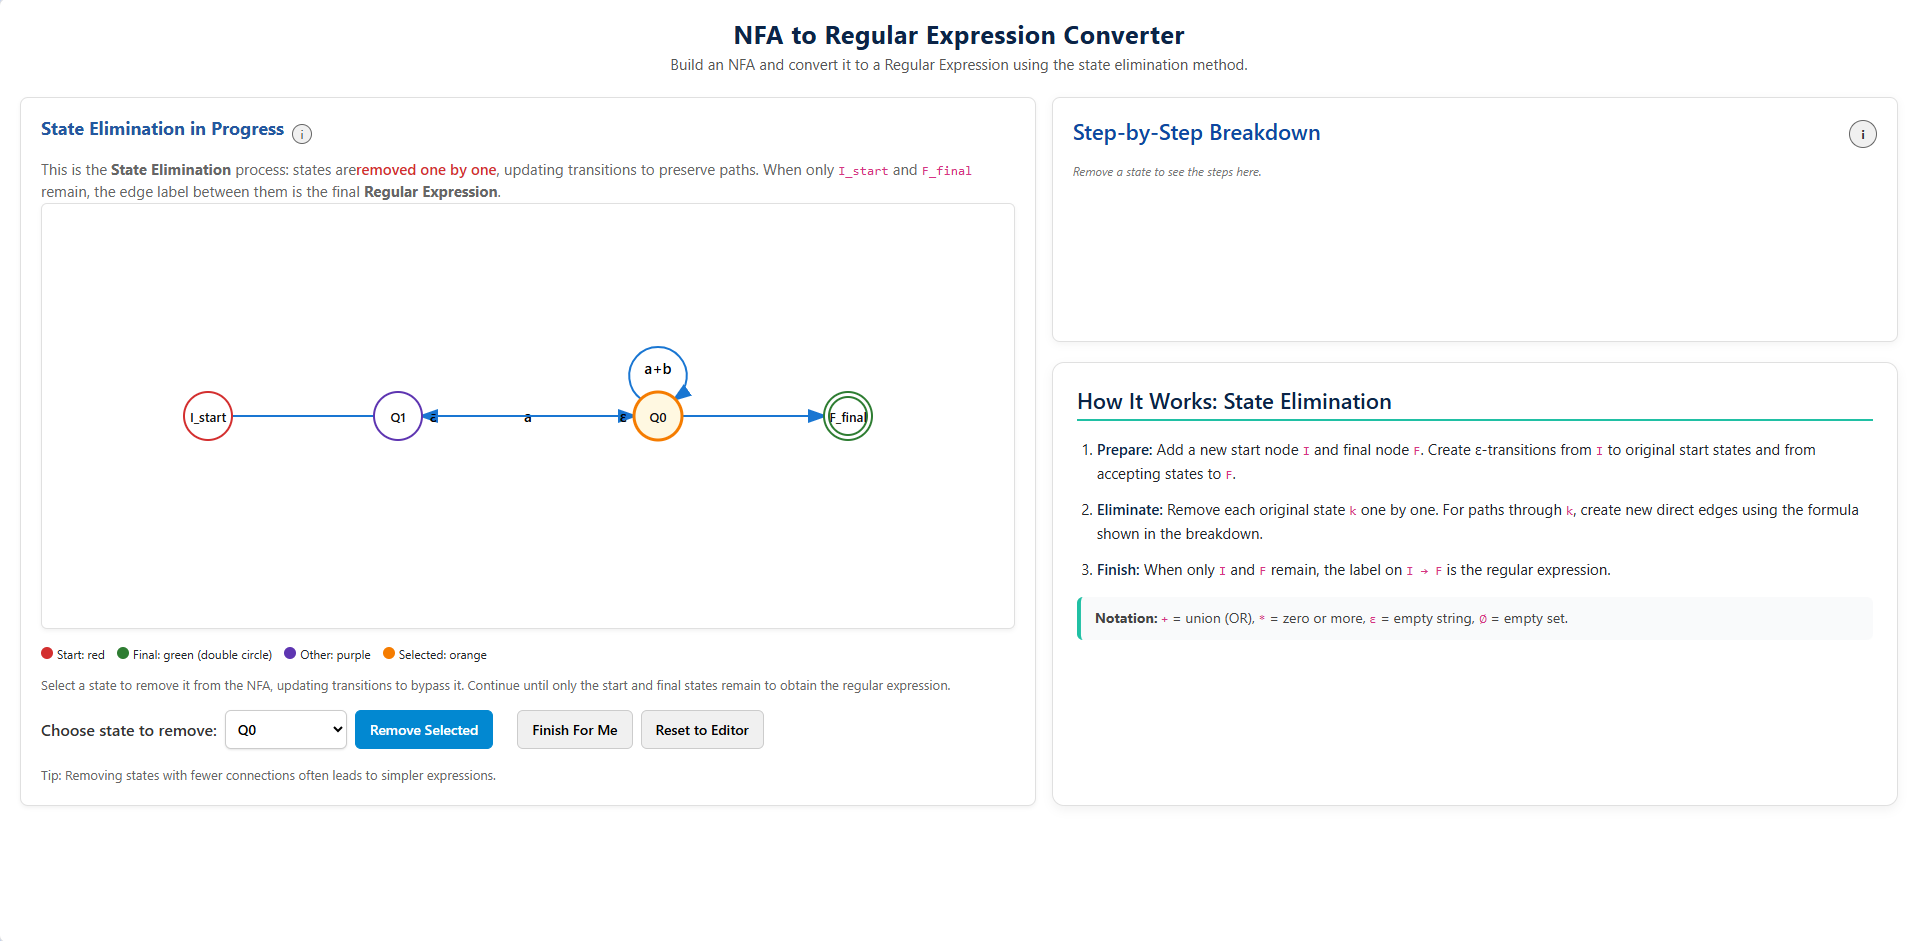 NFA to Regular Expression Converter
Build an NFA and convert it to a Regular Expression using the state elimination method.
State Elimination in Progress i
This is the State Elimination process: states areremoved one by one, updating transitions to preserve paths. When only I_start and F_final
remain, the edge label between them is the final Regular Expression.
a+b
I_start Q1 ε a ε Q0 F_final
Start: red Final: green (double circle) Other: purple Selected: orange
Select a state to remove it from the NFA, updating transitions to bypass it. Continue until only the start and final states remain to obtain the regular expression.
Choose state to remove: Q0 Remove Selected Finish For Me Reset to Editor
Tip: Removing states with fewer connections often leads to simpler expressions.
Step-by-Step Breakdown i
Remove a state to see the steps here.
How It Works: State Elimination
1. Prepare: Add a new start node I and final node F. Create ε-transitions from I to original start states and from
accepting states to F.
2. Eliminate: Remove each original state k one by one. For paths through k, create new direct edges using the formula
shown in the breakdown.
3. Finish: When only I and F remain, the label on I → F is the regular expression.
Notation: + = union (OR), * = zero or more, ε = empty string, Ø = empty set.